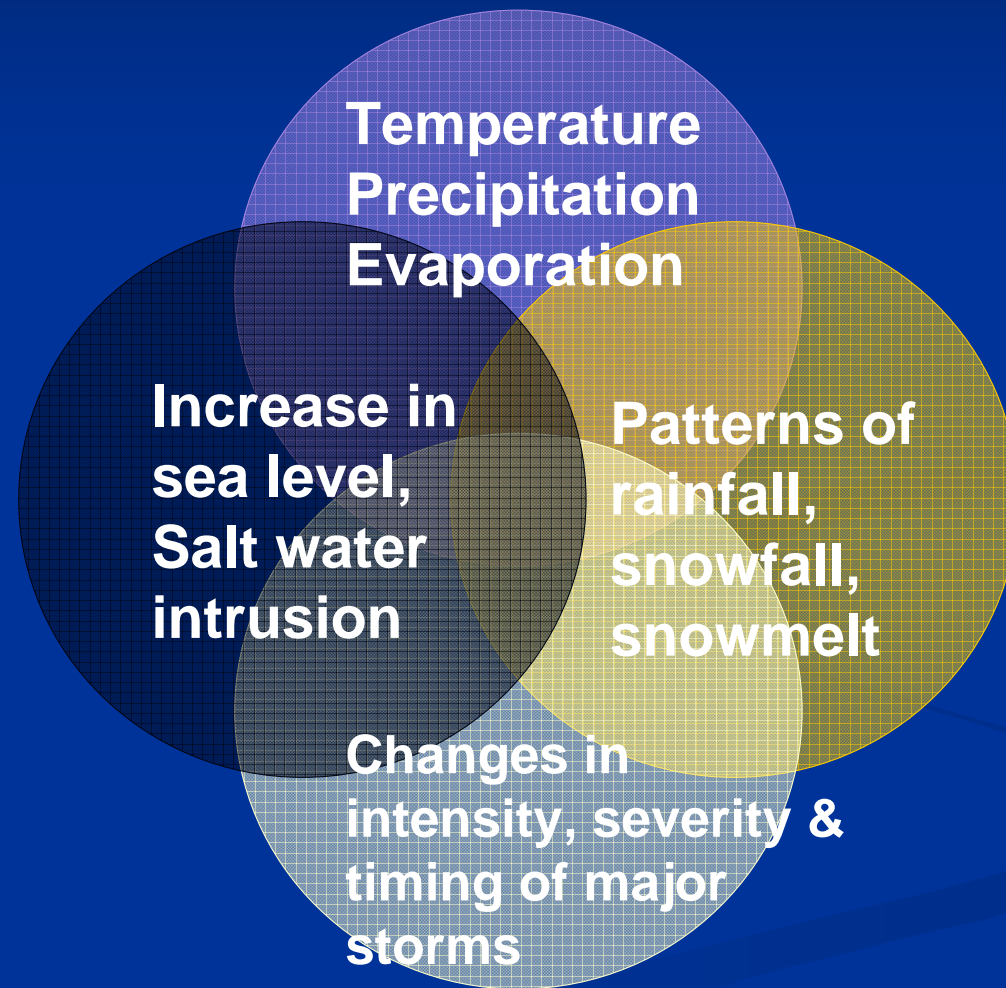 Temperature
Precipitation
Evaporation
Increase in
sea level,
Salt water
intrusion
Patterns of
rainfall,
snowfall,
snowmelt
Changes in
intensity, severity &
timing of major
storms